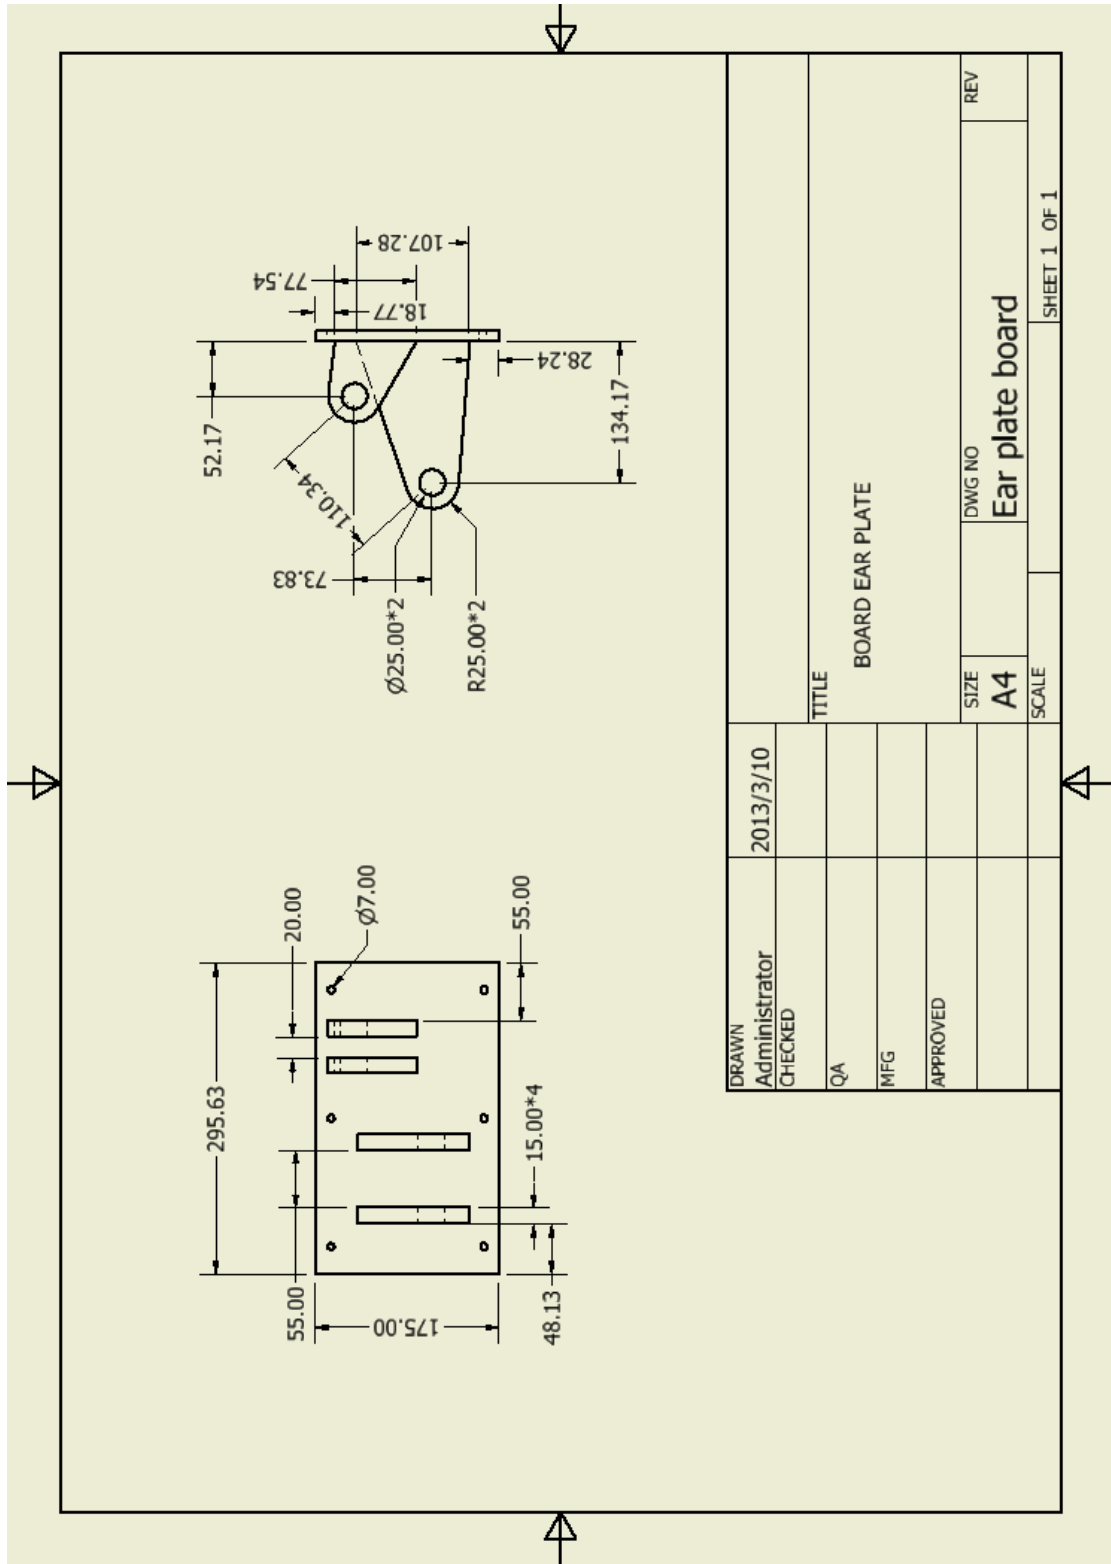 77.54
107.28
18.77
52.17
28.24
134.17
110.34
73.83
Ø25.00*2
R25.00*2
295.63
20.00
Ø7.00
55.00
55.00
175.00
15.00*4
48.13
DRAWN
Administrator
2013/3/10
CHECKED
QA
MFG
APPROVED
TITLE
BOARD EAR PLATE
SIZE
A4
DWG NO
Ear plate board
REV
SCALE
SHEET 1 OF 1